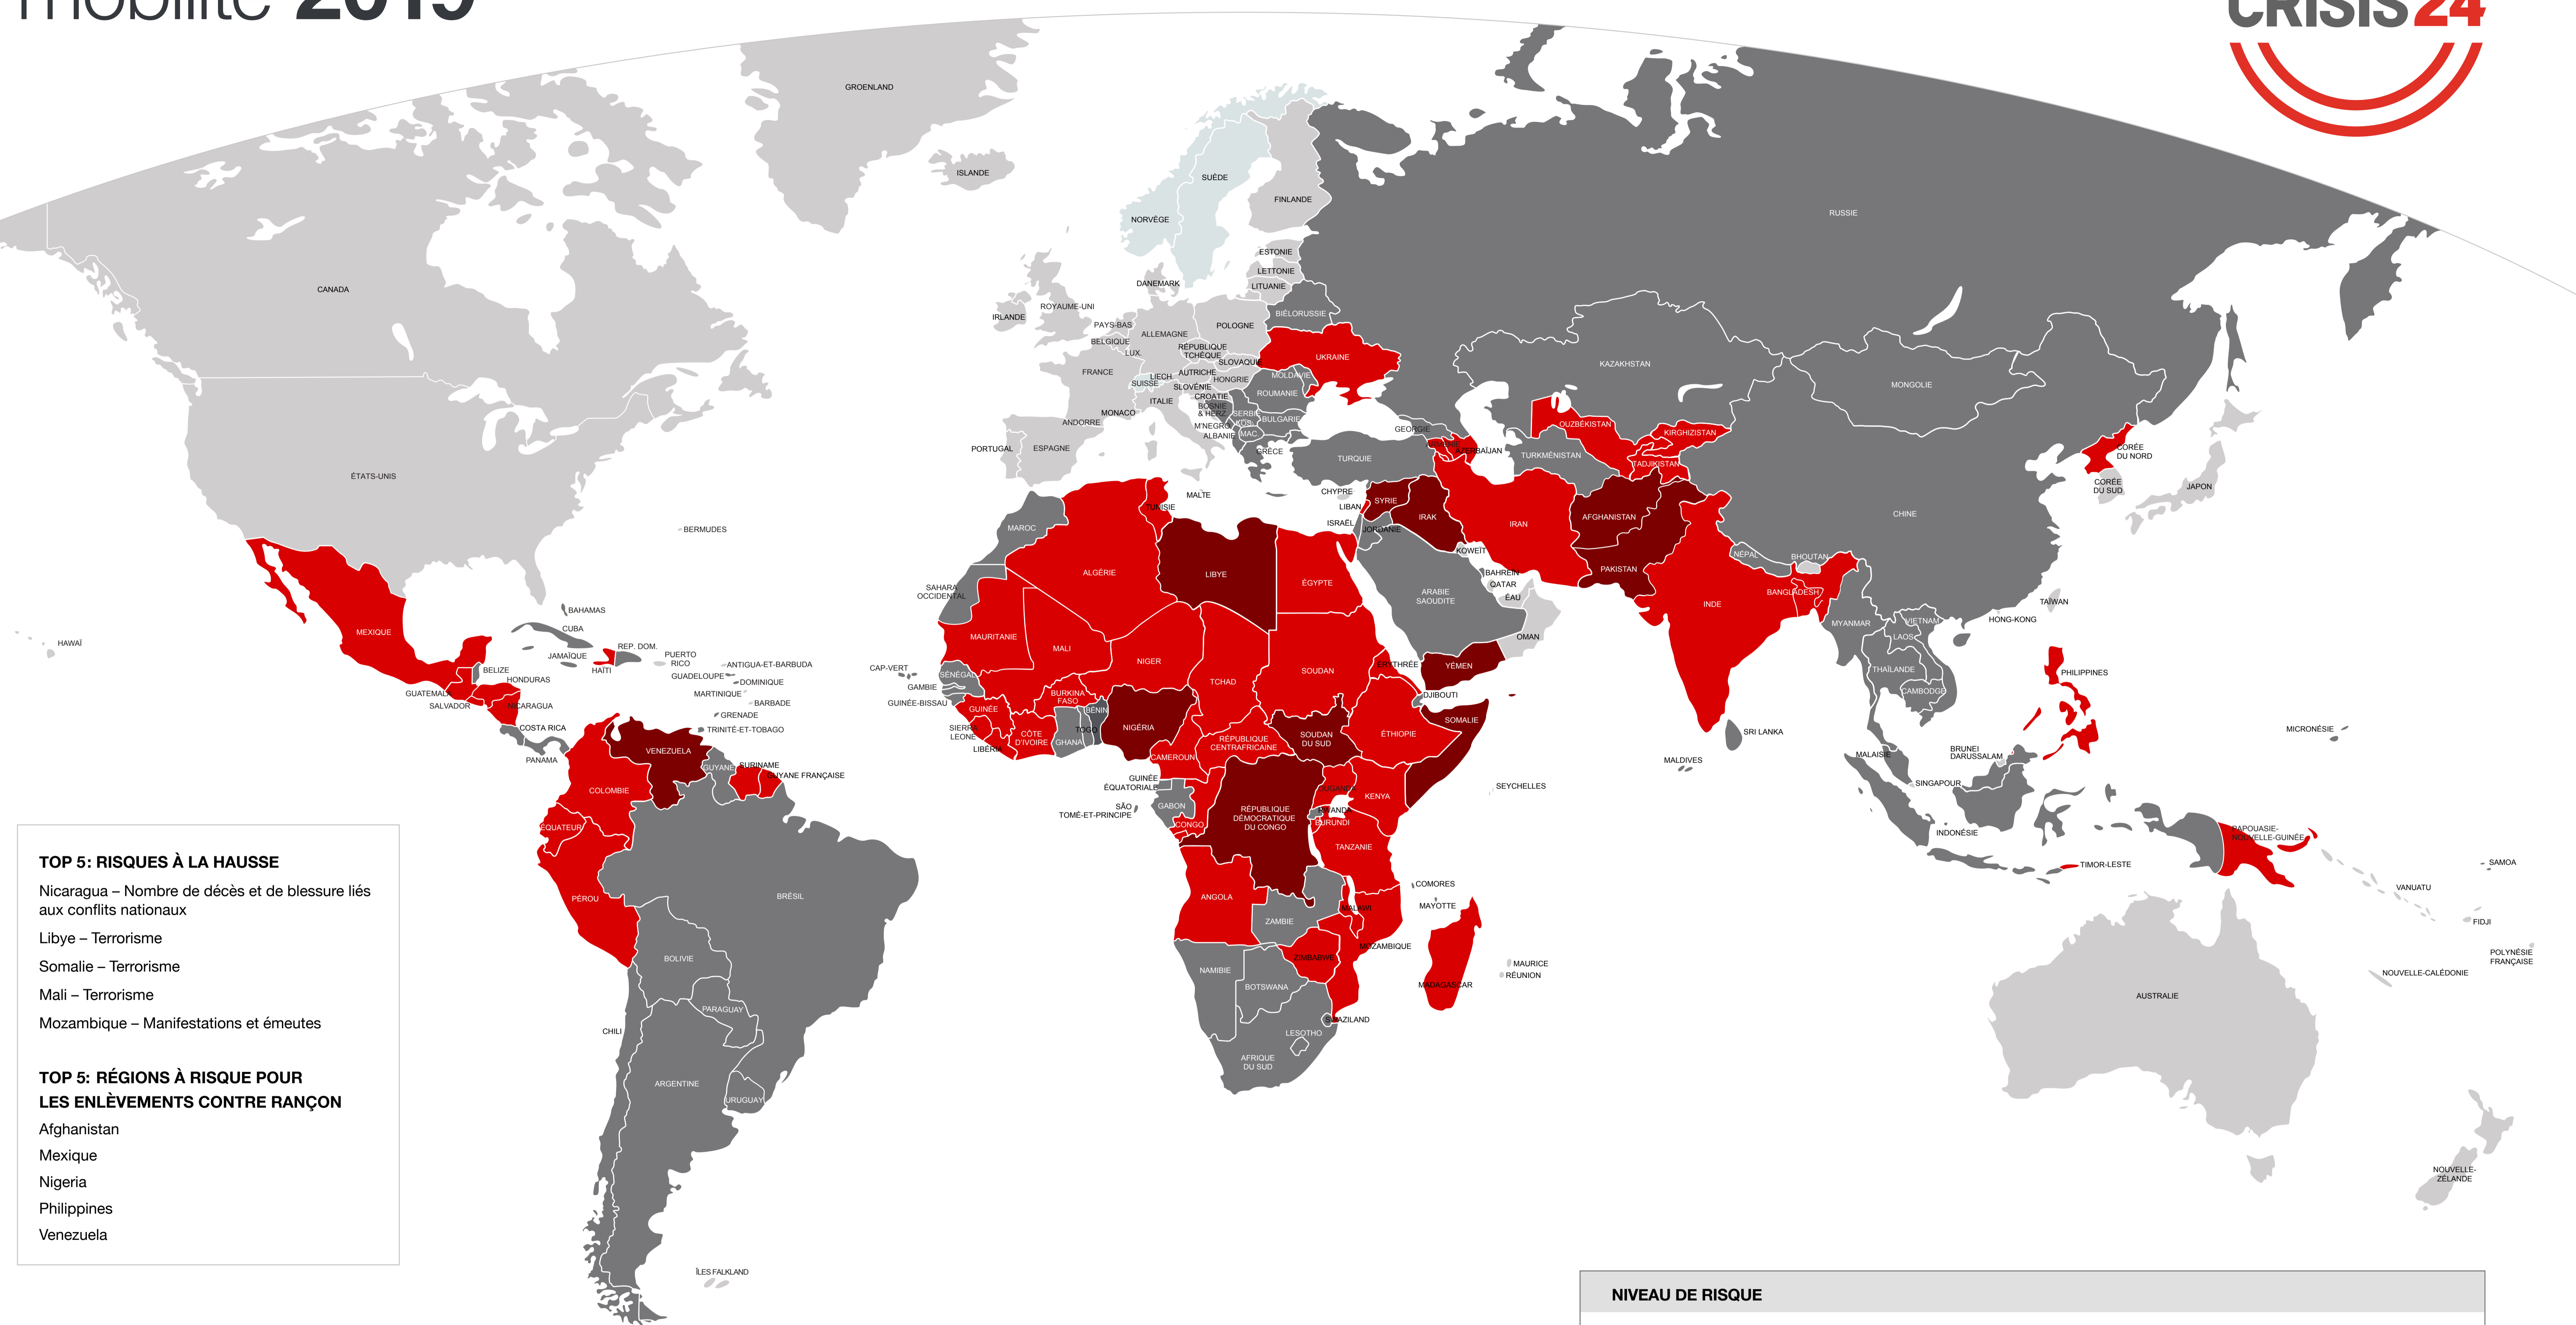 mobilité 2019
CRISIS24
GROENLAND
ISLANDE
SUÈDE
FINLANDE
NORVÈGE
RUSSIE
CANADA
ESTONIE
LETTONIE
LITUANIE
DANEMARK
IRLANDE
ROYAUME-UNI
PAYS-BAS
BELGIQUE
LUX.
ALLEMAGNE
POLOGNE
BIÉLORUSSIE
RÉPUBLIQUE
TCHÈQUE
SLOVAQUIE
UKRAINE
FRANCE
LIECH.
SUISSE
AUTRICHE
SLOVÉNIE
HONGRIE
MOLDAVIE
ROUMANIE
CROATIE
BOSNIE
& HERZ.
SERBIE
BULGARIE
ITALIE
MONACO
ANDORRE
M'NEGRO
KOS.
MAC.
ALBANIE
GRÈCE
PORTUGAL
ESPAGNE
TURQUIE
GEORGIE
ARMÉNIE
AZERBAÏJAN
KAZAKHSTAN
MONGOLIE
OUZBÉKISTAN
KIRGHIZISTAN
TURKMÉNISTAN
TADJIKISTAN
CORÉE
DU NORD
CORÉE
DU SUD
JAPON
CHINE
ÉTATS-UNIS
BERMUDES
MALTE
CHYPRE
LIBAN
ISRAËL
SYRIE
IRAK
JORDANIE
IRAN
AFGHANISTAN
PAKISTAN
KOWEÏT
BAHREÏN
QATAR
ÉAU
OMAN
ARABIE
SAOUDITE
YÉMEN
NÉPAL
BHOUTAN
BANGLADESH
INDE
MYANMAR
VIETNAM
LAOS
THAÏLANDE
CAMBODGE
HONG-KONG
TAÏWAN
PHILIPPINES
SRI LANKA
MALDIVES
MALAISIE
BRUNEI
DARUSSALAM
SINGAPOUR
INDONÉSIE
TIMOR-LESTE
PAPOUASIE-
NOUVELLE-GUINÉE
MICRONÉSIE
SAMOA
VANUATU
FIDJI
POLYNÉSIE
FRANÇAISE
NOUVELLE-CALÉDONIE
AUSTRALIE
NOUVELLE-
ZÉLANDE
MAROC
ALGÉRIE
TUNISIE
LIBYE
ÉGYPTE
SAHARA
OCCIDENTAL
MAURITANIE
MALI
NIGER
TCHAD
SOUDAN
ÉRYTHRÉE
DJIBOUTI
CAP-VERT
SÉNÉGAL
GAMBIE
GUINÉE-BISSAU
GUINÉE
SIERRA
LEONE
LIBÉRIA
CÔTE
D'IVOIRE
BURKINA
FASO
GHANA
TOGO
BÉNIN
NIGÉRIA
CAMEROUN
RÉPUBLIQUE
CENTRAFRICAINE
SOUDAN
DU SUD
ÉTHIOPIE
SOMALIE
GUINÉE
ÉQUATORIALE
SÃO
TOMÉ-ET-PRINCIPE
GABON
CONGO
RÉPUBLIQUE
DÉMOCRATIQUE
DU CONGO
OUGANDA
RWANDA
BURUNDI
KENYA
TANZANIE
SEYCHELLES
COMORES
MAYOTTE
ANGOLA
ZAMBIE
MALAWI
MOZAMBIQUE
ZIMBABWE
MADAGASCAR
MAURICE
RÉUNION
NAMIBIE
BOTSWANA
SWAZILAND
LESOTHO
AFRIQUE
DU SUD
HAWAÏ
MEXIQUE
BAHAMAS
CUBA
JAMAÏQUE
HAÏTI
REP. DOM.
PUERTO
RICO
ANTIGUA-ET-BARBUDA
GUADELOUPE
DOMINIQUE
MARTINIQUE
BARBADE
GRENADE
TRINITÉ-ET-TOBAGO
BELIZE
HONDURAS
GUATEMALA
SALVADOR
NICARAGUA
COSTA RICA
PANAMA
VENEZUELA
GUYANE
SURINAME
GUYANE FRANÇAISE
COLOMBIE
ÉQUATEUR
PÉROU
BRÉSIL
BOLIVIE
PARAGUAY
CHILI
ARGENTINE
URUGUAY
ÎLES FALKLAND
TOP 5: RISQUES À LA HAUSSE
Nicaragua – Nombre de décès et de blessure liés
aux conflits nationaux
Libye – Terrorisme
Somalie – Terrorisme
Mali – Terrorisme
Mozambique – Manifestations et émeutes
TOP 5: RÉGIONS À RISQUE POUR
LES ENLÈVEMENTS CONTRE RANÇON
Afghanistan
Mexique
Nigeria
Philippines
Venezuela
NIVEAU DE RISQUE